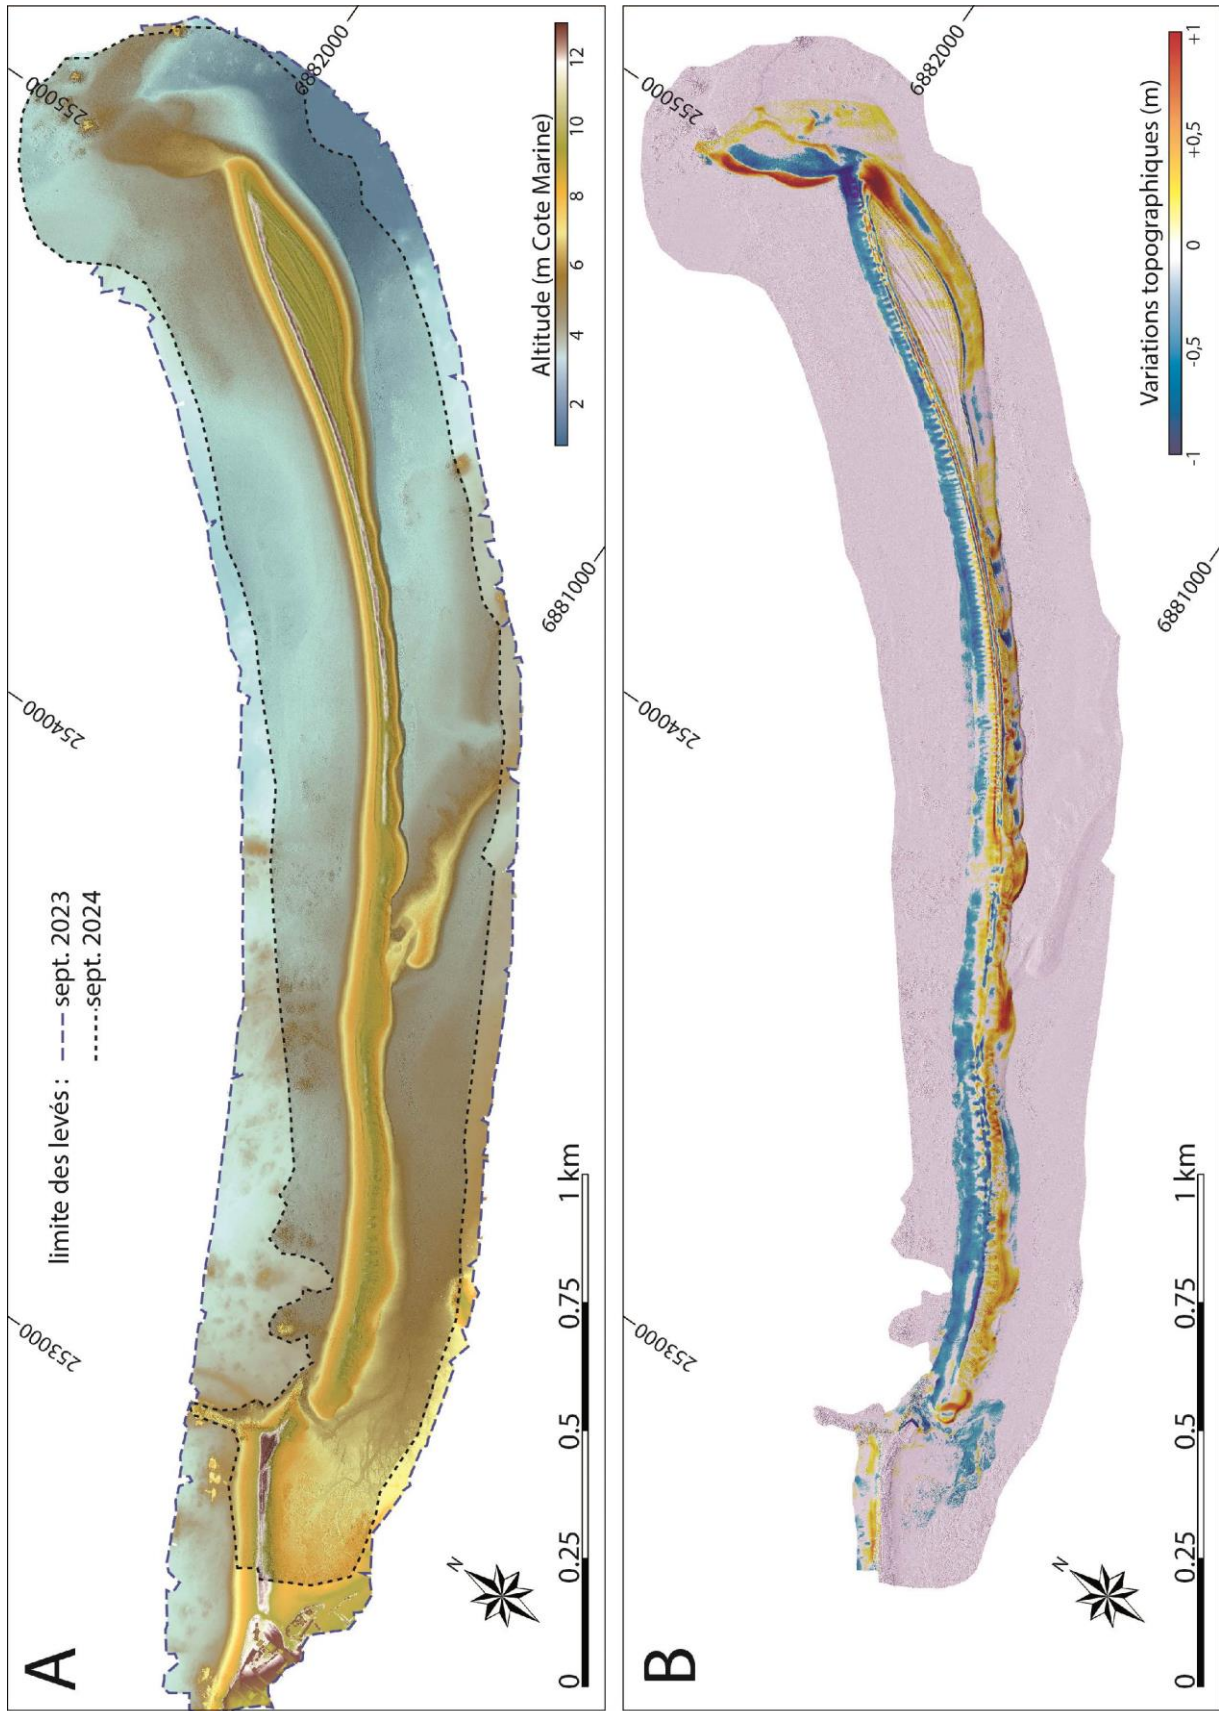 A
limite des levés :
sept. 2023
sept. 2024
253000
254000
255000
6882000
6881000
Altitude (m Cote Marine)
2
4
6
8
10
12
N
0
0.25
0.5
0.75
1 km
B
253000
254000
255000
6882000
6881000
Variations topographiques (m)
-1
-0,5
0
+0,5
+1
N
0
0.25
0.5
0.75
1 km